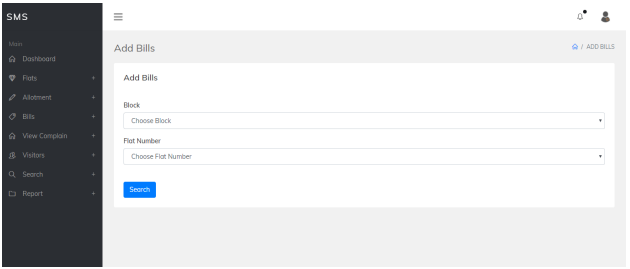 SMS
Main
Dashboard
Flats +
Allotment +
Bills +
View Complain +
Visitors +
Search +
Report +
Add Bills
/ ADD BILLS
Add Bills
Block
Choose Block
Flat Number
Choose Flat Number
Search